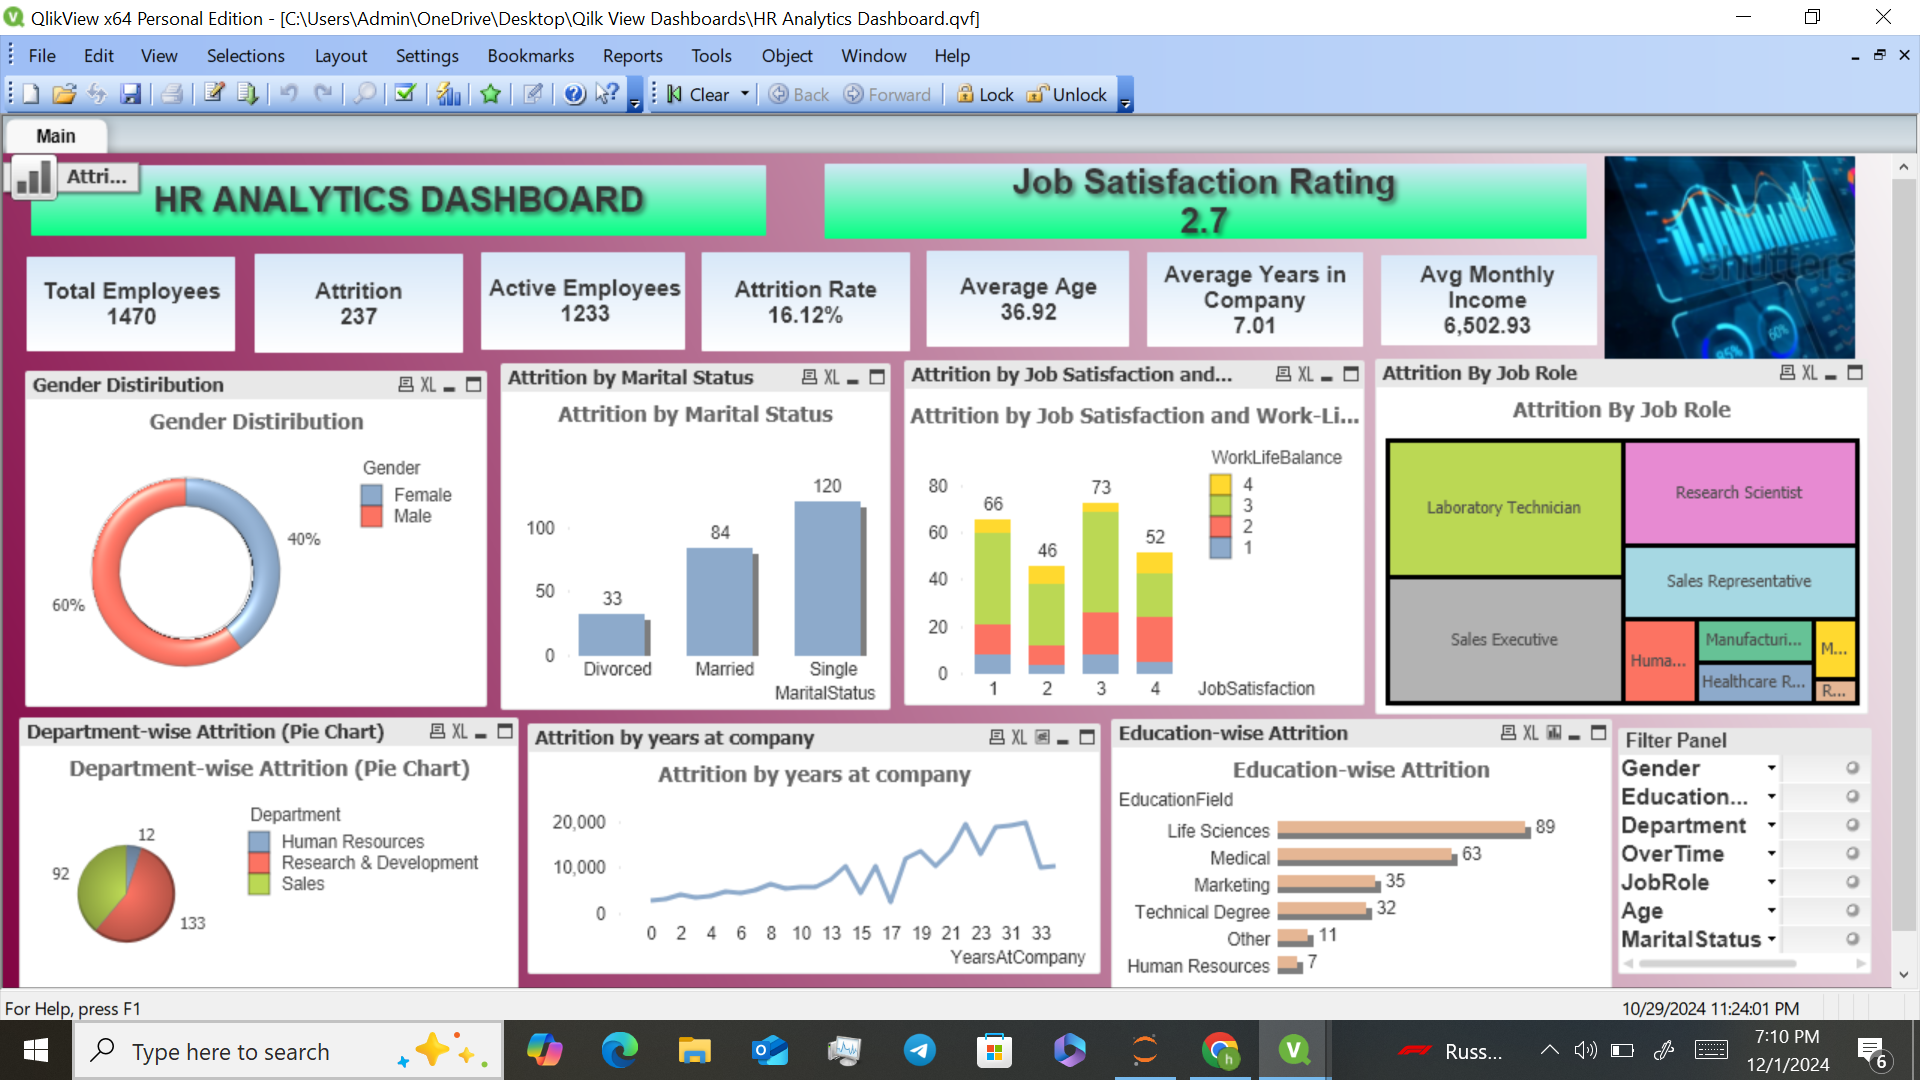 QlikView x64 Personal Edition - [C:\Users\Admin\OneDrive\Desktop\Qilk View Dashboards\HR Analytics Dashboard.qvf]
File Edit View Selections Layout Settings Bookmarks Reports Tools Object Window Help
Clear Back Forward Lock Unlock
Main
Attri...
HR ANALYTICS DASHBOARD
Job Satisfaction Rating
2.7
Total Employees
1470
Attrition
237
Active Employees
1233
Attrition Rate
16.12%
Average Age
36.92
Average Years in
Company
7.01
Avg Monthly
Income
6,502.93
shutters
85%
60%
Gender Distiribution XL
Gender Distiribution
Gender
Female
Male
40%
60%
Attrition by Marital Status XL
Attrition by Marital Status
120
100
84
50
33
0
Divorced Married Single
MaritalStatus
Attrition by Job Satisfaction and... XL
Attrition by Job Satisfaction and Work-Li...
WorkLifeBalance
4
3
2
1
80
60
40
20
0
66
46
73
52
1 2 3 4 JobSatisfaction
Attrition By Job Role XL
Attrition By Job Role
Laboratory Technician
Research Scientist
Sales Representative
Sales Executive
Huma...
Manufacturi...
Healthcare R...
M...
R...
Department-wise Attrition (Pie Chart) XL
Department-wise Attrition (Pie Chart)
Department
Human Resources
Research & Development
Sales
12
92
133
Attrition by years at company XL
Attrition by years at company
20,000
10,000
0
0 2 4 6 8 10 13 15 17 19 21 23 31 33
YearsAtCompany
Education-wise Attrition XL
Education-wise Attrition
EducationField
Life Sciences 89
Medical 63
Marketing 35
Technical Degree 32
Other 11
Human Resources 7
Filter Panel
Gender
Education...
Department
OverTime
JobRole
Age
MaritalStatus
For Help, press F1
10/29/2024 11:24:01 PM
Type here to search
Russ...
7:10 PM
12/1/2024
6